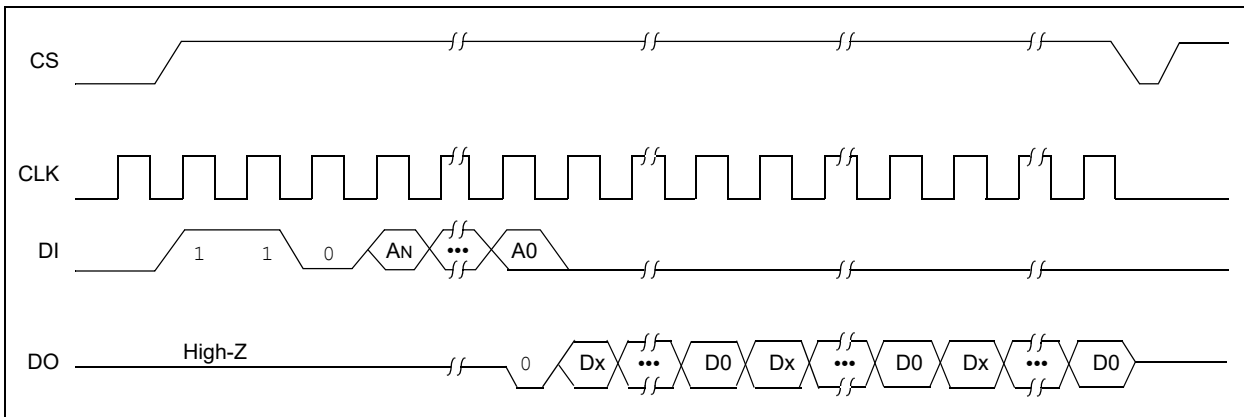 CS
CLK
DI 1 1 0 AN ••• A0
High-Z
DO 0 Dx ••• D0 Dx ••• D0 Dx ••• D0